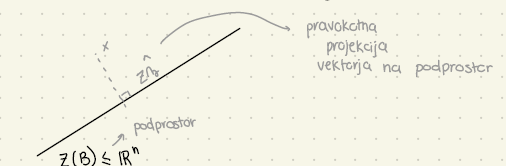 pravokotna
projekcija
vektorja na podprostor
x
podprostor
Z(B) ≤ ℝⁿ